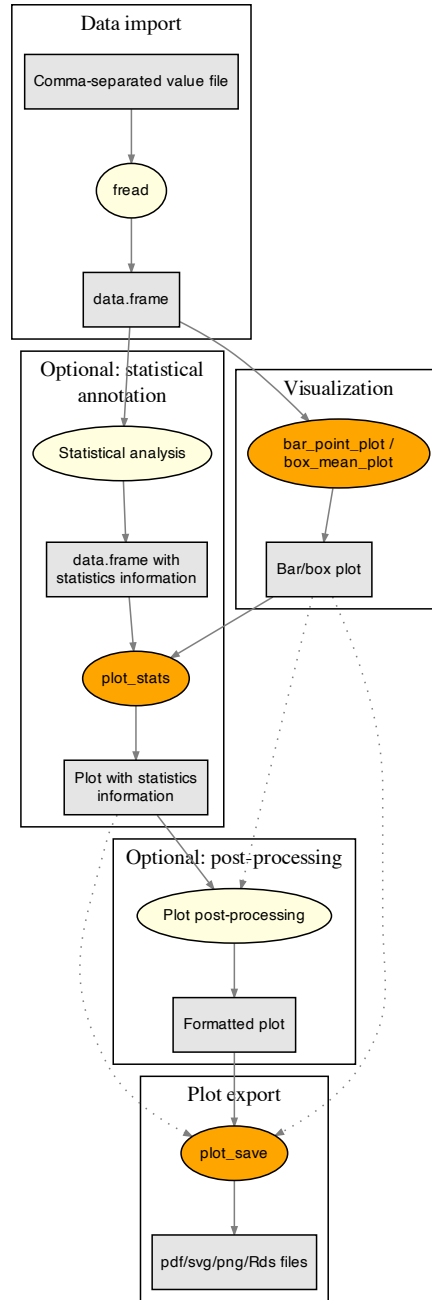 Data import
Comma-separated value file
fread
data.frame
Optional: statistical
annotation
Statistical analysis
data.frame with
statistics information
plot_stats
Plot with statistics
information
Visualization
bar_point_plot /
box_mean_plot
Bar/box plot
Optional: post-processing
Plot post-processing
Formatted plot
Plot export
plot_save
pdf/svg/png/Rds files